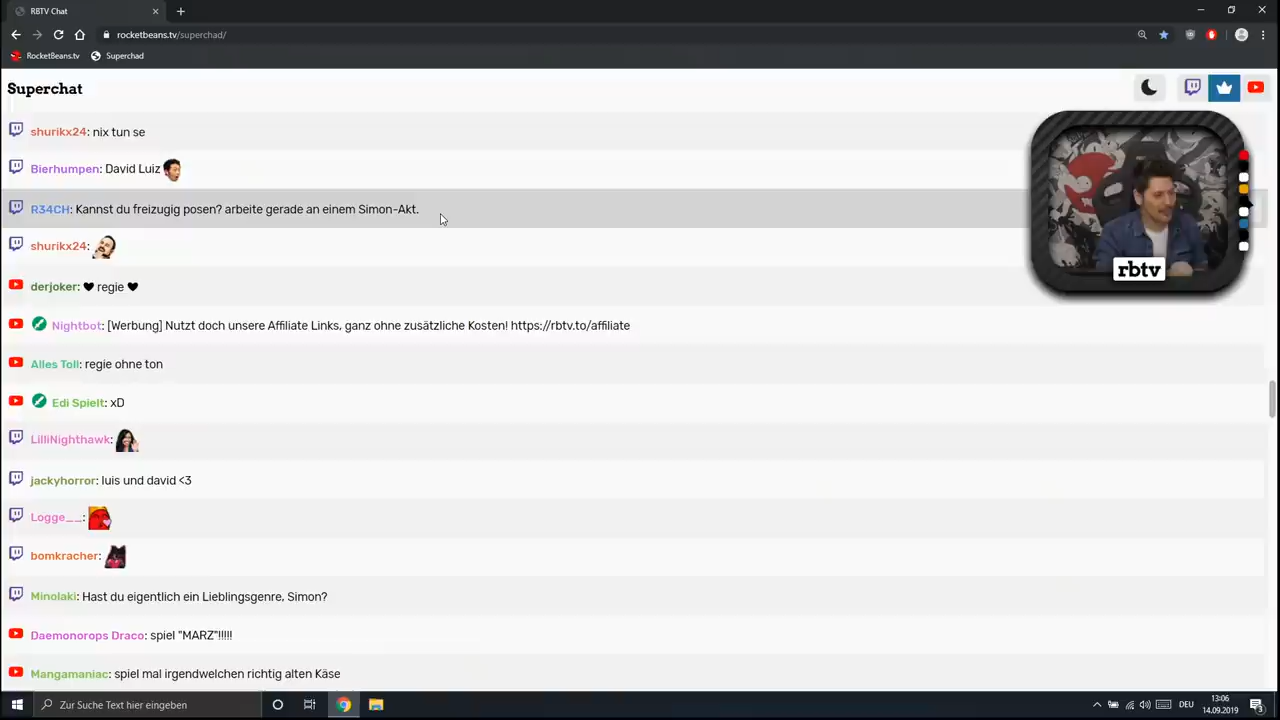 RBTV Chat
rocketbeans.tv/superchad/
RocketBeans.tv
Superchad
Superchat
shurikx24: nix tun se
Bierhumpen: David Luiz
R34CH: Kannst du freizugig posen? arbeite gerade an einem Simon-Akt.
shurikx24:
derjoker: ♥ regie ♥
Nightbot: [Werbung] Nutzt doch unsere Affiliate Links, ganz ohne zusätzliche Kosten! https://rbtv.to/affiliate
Alles Toll: regie ohne ton
Edi Spielt: xD
LilliNighthawk:
jackyhorror: luis und david <3
Logge__:
bomkracher:
Minolaki: Hast du eigentlich ein Lieblingsgenre, Simon?
Daemonorops Draco: spiel "MARZ"!!!!!
Mangamaniac: spiel mal irgendwelchen richtig alten Käse
rbtv
Zur Suche Text hier eingeben
DEU
13:06
14.09.2019
3